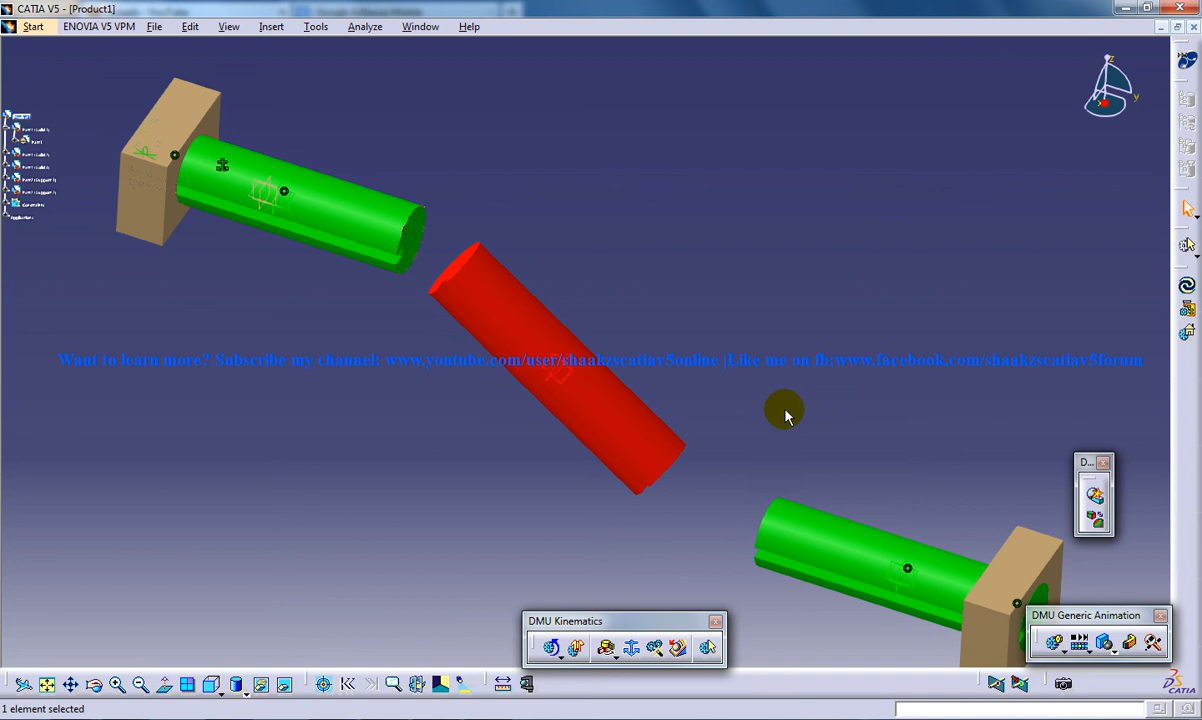 CATIA V5 - [Product1]
Start ENOVIA V5 VPM File Edit View Insert Tools Analyze Window Help
z
y
Want to learn more? Subscribe my channel: www.youtube.com/user/shaakzscatiav5online |Like me on fb:www.facebook.com/shaakzscatiav5forum
D...
DMU Kinematics
DMU Generic Animation
CATIA
1 element selected